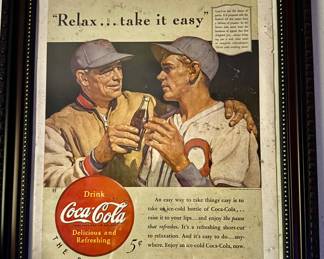 "Relax...take it easy"
Drink
Coca-Cola
Delicious and
Refreshing
THE
5¢
An easy way to take things easy is to
take an ice-cold bottle of Coca-Cola,...
raise it to your lips...and enjoy the pause
that refreshes. It's a refreshing short-cut
to relaxation. And it's easy to do...any-
where. Enjoy an ice-cold Coca-Cola, now.